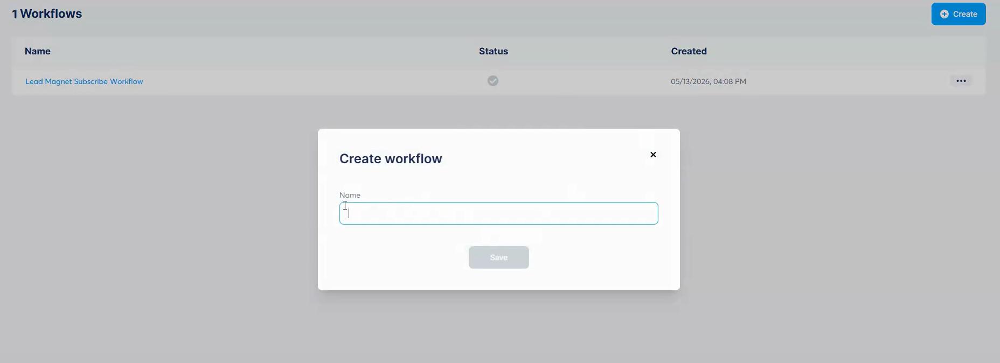 1 Workflows
Create
Name Status Created
Lead Magnet Subscribe Workflow 05/13/2026, 04:08 PM
Create workflow
Name
Save